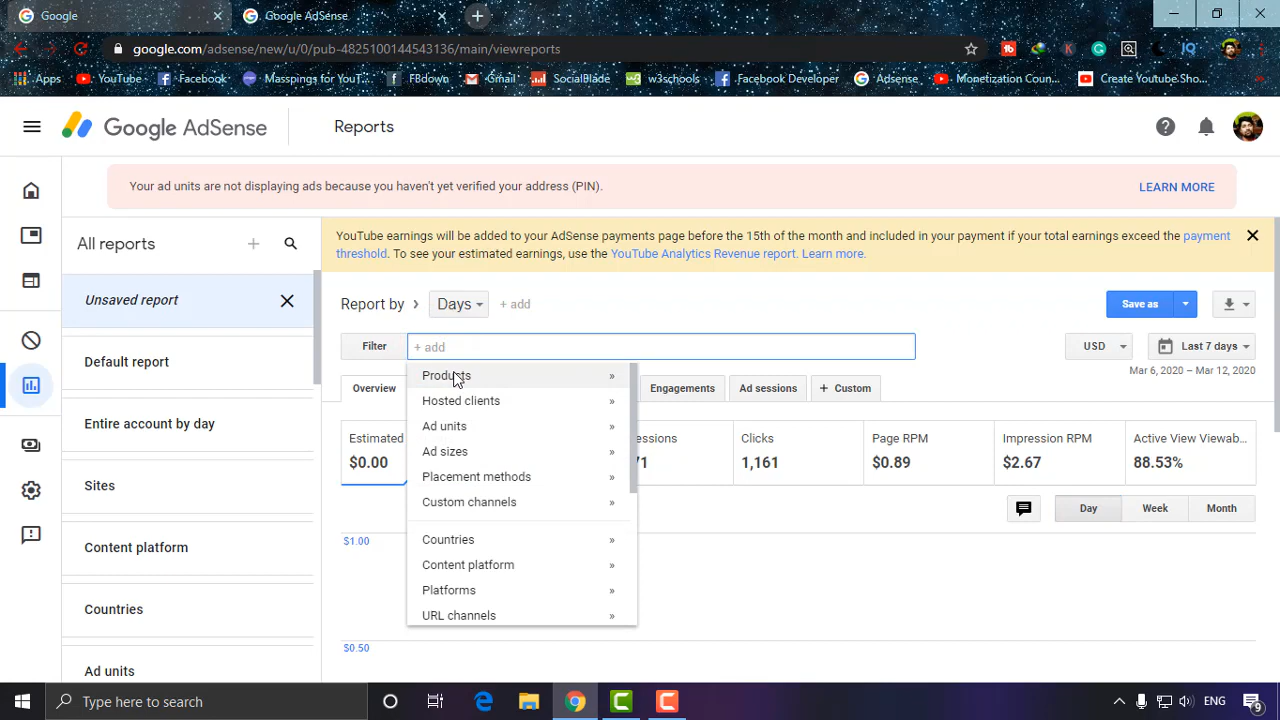 Google
Google AdSense
google.com/adsense/new/u/0/pub-4825100144543136/main/viewreports
Apps
YouTube
Facebook
Masspings for YouT...
FBdown
Gmail
SocialBlade
w3schools
Facebook Developer
Adsense
Monetization Coun...
Create Youtube Sho...
Google AdSense
Reports
Your ad units are not displaying ads because you haven't yet verified your address (PIN).
LEARN MORE
All reports
Unsaved report
Default report
Entire account by day
Sites
Content platform
Countries
Ad units
YouTube earnings will be added to your AdSense payments page before the 15th of the month and included in your payment if your total earnings exceed the payment
threshold. To see your estimated earnings, use the YouTube Analytics Revenue report. Learn more.
Report by › Days + add
Save as
Filter + add
USD
Last 7 days
Mar 6, 2020 – Mar 12, 2020
Products »
Hosted clients »
Ad units »
Ad sizes »
Placement methods »
Custom channels »
Countries »
Content platform »
Platforms »
URL channels »
Overview
Engagements
Ad sessions
+ Custom
Estimated
$0.00
essions
71
Clicks
1,161
Page RPM
$0.89
Impression RPM
$2.67
Active View Viewab...
88.53%
Day
Week
Month
$1.00
$0.50
Type here to search
ENG
9